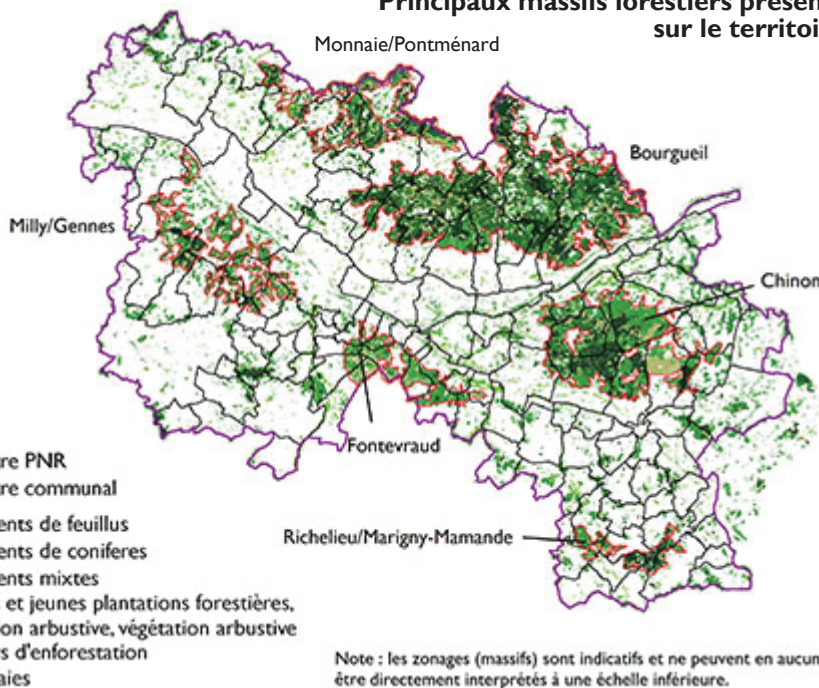 Principaux massifs forestiers présen
sur le territoi
Monnaie/Pontménard
Bourgueil
Milly/Gennes
Chinon
Fontevraud
Richelieu/Marigny-Mamande
re PNR
re communal
ents de feuillus
ents de coniferes
ents mixtes
et jeunes plantations forestières,
ion arbustive, végétation arbustive
s d'enforestation
aies
Note : les zonages (massifs) sont indicatifs et ne peuvent en aucun
être directement interprétés à une échelle inférieure.